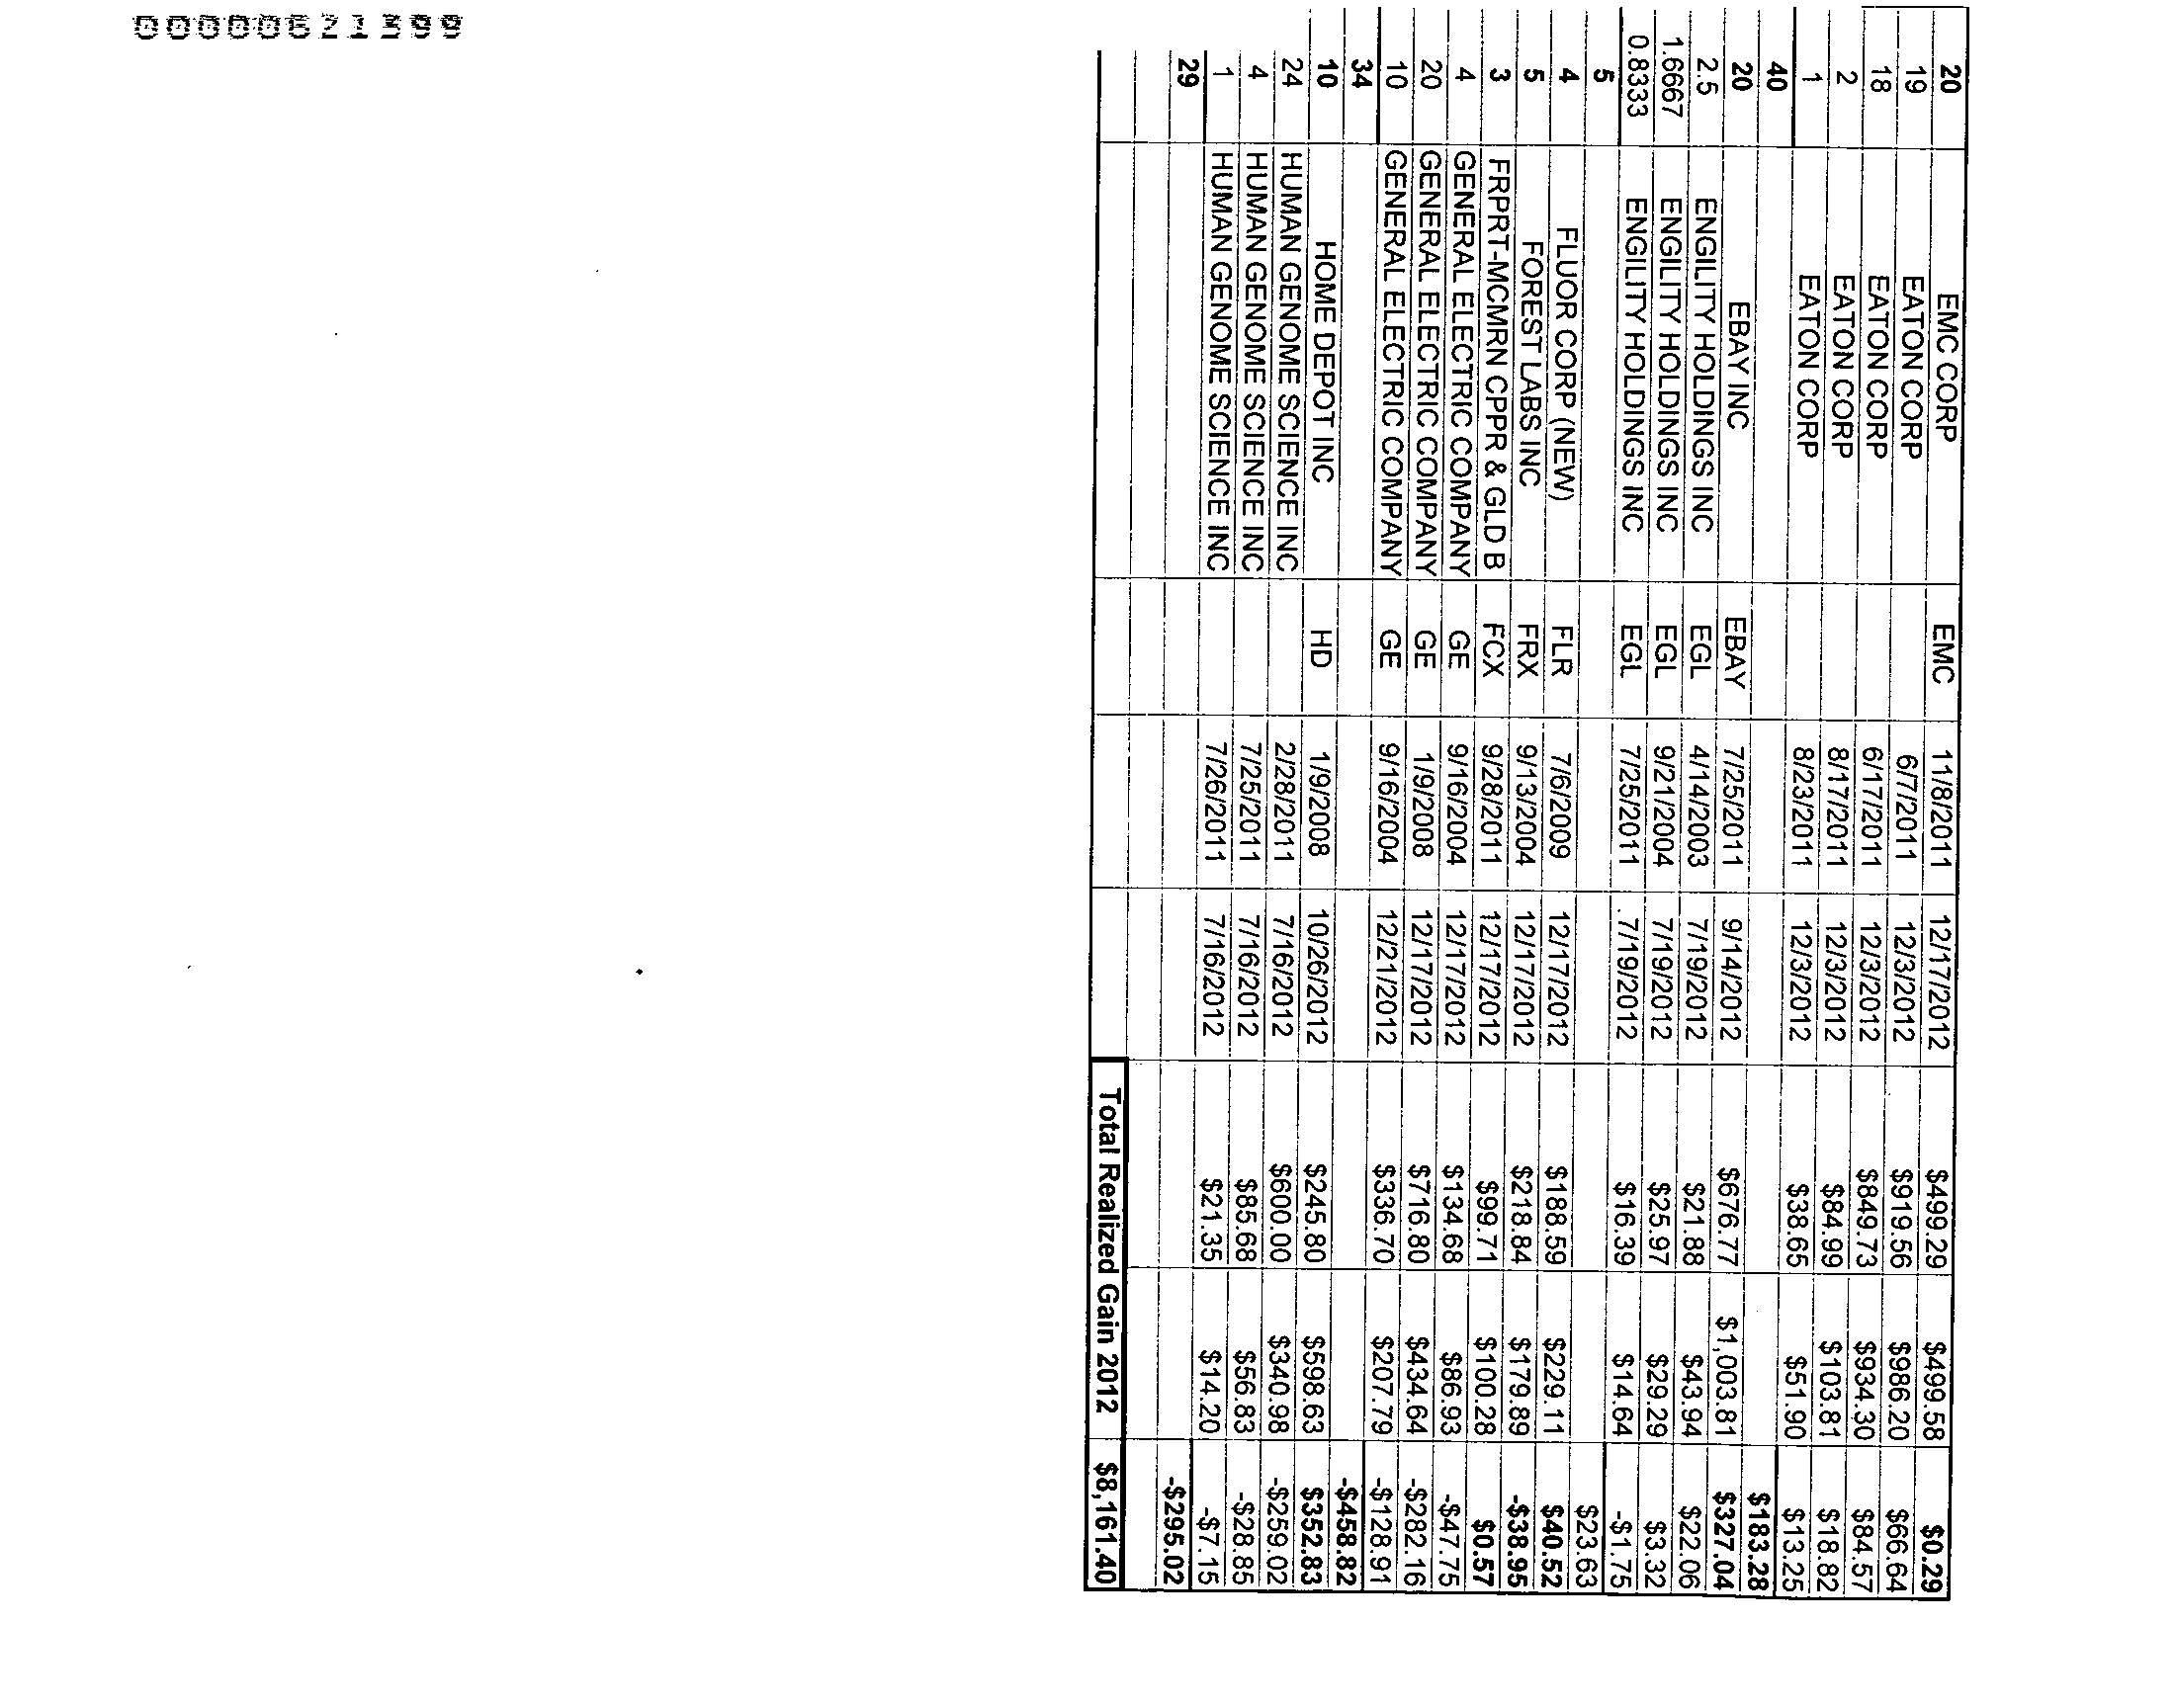 00000621399
20 EMC CORP EMC 11/8/2011 12/17/2012 $499.29 $499.58 $0.29
19 EATON CORP 6/7/2011 12/3/2012 $919.56 $986.20 $66.64
18 EATON CORP 6/17/2011 12/3/2012 $849.73 $934.30 $84.57
2 EATON CORP 8/17/2011 12/3/2012 $84.99 $103.81 $18.82
1 EATON CORP 8/23/2011 12/3/2012 $38.65 $51.90 $13.25
40 $183.28
20 EBAY INC EBAY 7/25/2011 9/14/2012 $676.77 $1,003.81 $327.04
2.5 ENGILITY HOLDINGS INC EGL 4/14/2003 7/19/2012 $21.88 $43.94 $22.06
1.6667 ENGILITY HOLDINGS INC EGL 9/21/2004 7/19/2012 $25.97 $29.29 $3.32
0.8333 ENGILITY HOLDINGS INC EGL 7/25/2011 7/19/2012 $16.39 $14.64 -$1.75
5 $23.63
4 FLUOR CORP (NEW) FLR 7/6/2009 12/17/2012 $188.59 $229.11 $40.52
5 FOREST LABS INC FRX 9/13/2004 12/17/2012 $218.84 $179.89 -$38.95
3 FRPRT-MCMRN CPPR & GLD B FCX 9/28/2011 12/17/2012 $99.71 $100.28 $0.57
4 GENERAL ELECTRIC COMPANY GE 9/16/2004 12/17/2012 $134.68 $86.93 -$47.75
20 GENERAL ELECTRIC COMPANY GE 1/9/2008 12/17/2012 $716.80 $434.64 -$282.16
10 GENERAL ELECTRIC COMPANY GE 9/16/2004 12/21/2012 $336.70 $207.79 -$128.91
34 -$458.82
10 HOME DEPOT INC HD 1/9/2008 10/26/2012 $245.80 $598.63 $352.83
24 HUMAN GENOME SCIENCE INC 2/28/2011 7/16/2012 $600.00 $340.98 -$259.02
4 HUMAN GENOME SCIENCE INC 7/25/2011 7/16/2012 $85.68 $56.83 -$28.85
1 HUMAN GENOME SCIENCE INC 7/26/2011 7/16/2012 $21.35 $14.20 -$7.15
29 -$295.02
Total Realized Gain 2012 $8,161.40